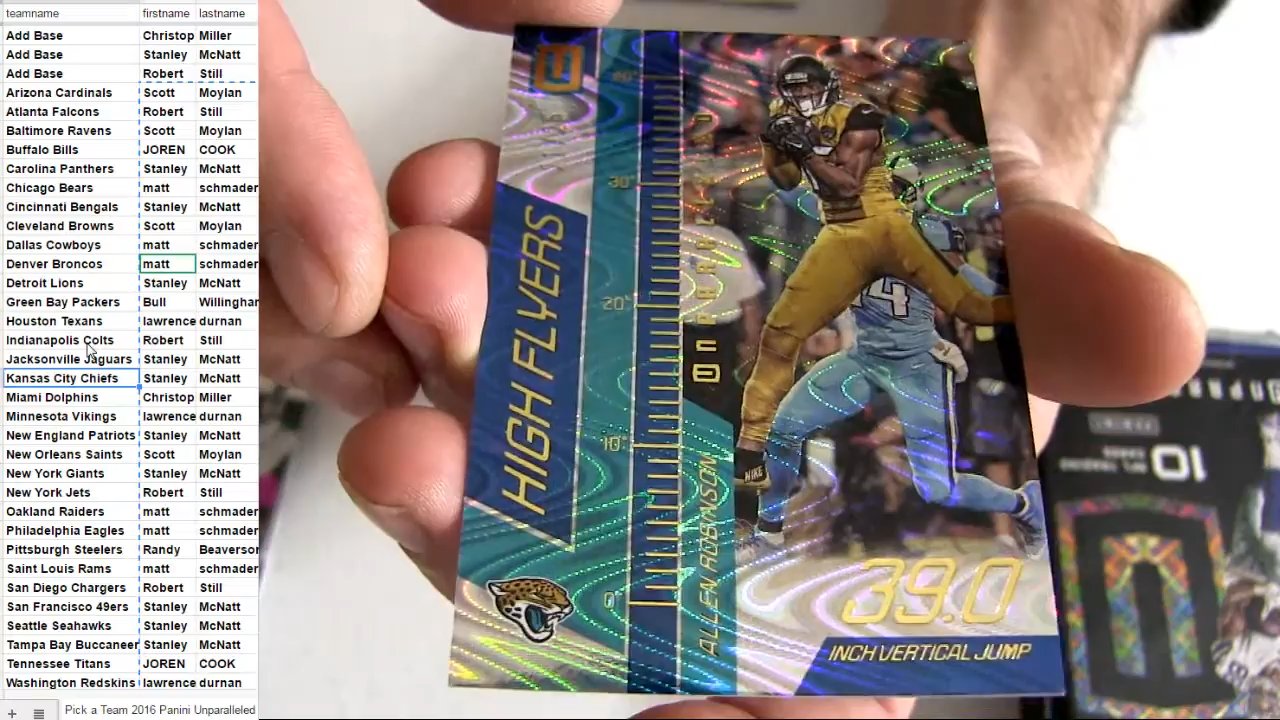 teamname firstname lastname
Add Base Christop Miller
Add Base Stanley McNatt
Add Base Robert Still
Arizona Cardinals Scott Moylan
Atlanta Falcons Robert Still
Baltimore Ravens Scott Moylan
Buffalo Bills JOREN COOK
Carolina Panthers Stanley McNatt
Chicago Bears matt schmader
Cincinnati Bengals Stanley McNatt
Cleveland Browns Scott Moylan
Dallas Cowboys matt schmader
Denver Broncos matt schmader
Detroit Lions Stanley McNatt
Green Bay Packers Bull Willinghar
Houston Texans lawrence durnan
Indianapolis Colts Robert Still
Jacksonville Jaguars Stanley McNatt
Kansas City Chiefs Stanley McNatt
Miami Dolphins Christop Miller
Minnesota Vikings lawrence durnan
New England Patriots Stanley McNatt
New Orleans Saints Scott Moylan
New York Giants Stanley McNatt
New York Jets Robert Still
Oakland Raiders matt schmader
Philadelphia Eagles matt schmader
Pittsburgh Steelers Randy Beaverson
Saint Louis Rams matt schmader
San Diego Chargers Robert Still
San Francisco 49ers Stanley McNatt
Seattle Seahawks Stanley McNatt
Tampa Bay Buccaneer Stanley McNatt
Tennessee Titans JOREN COOK
Washington Redskins lawrence durnan
Pick a Team 2016 Panini Unparalleled
HIGH FLYERS
30"
20"
10"
0"
UNPARALLELED
ALLEN ROBINSON
NIKE
39.0
INCH VERTICAL JUMP
10